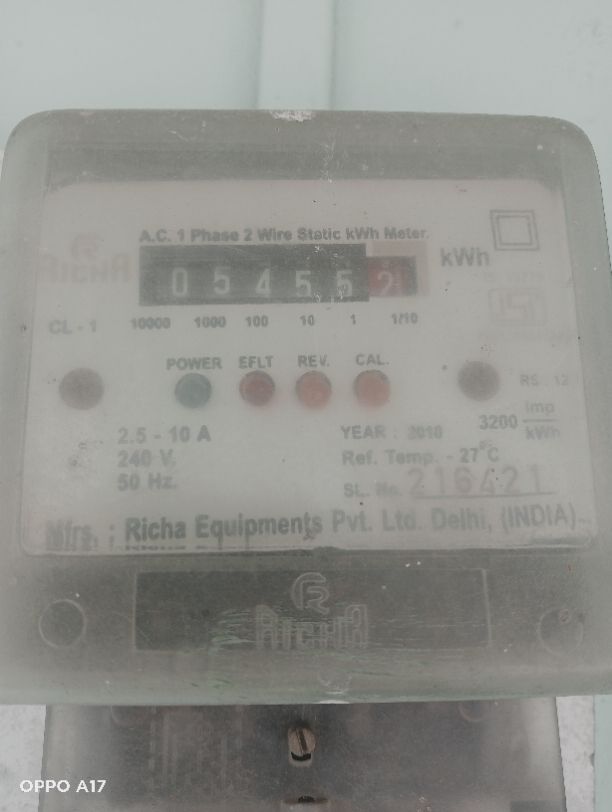 A.C. 1 Phase 2 Wire Static kWh Meter.
RICHA
0 5 4 5 5 2 kWh
CL - 1 10000 1000 100 10 1 1/10
POWER EFLT REV. CAL.
RS : 12
3200 Imp/kWh
2.5 - 10 A YEAR : 2010
240 V. Ref. Temp. - 27°C
50 Hz. SL. No. 216421
Mfrs. : Richa Equipments Pvt. Ltd. Delhi, (INDIA)
RICHA
OPPO A17